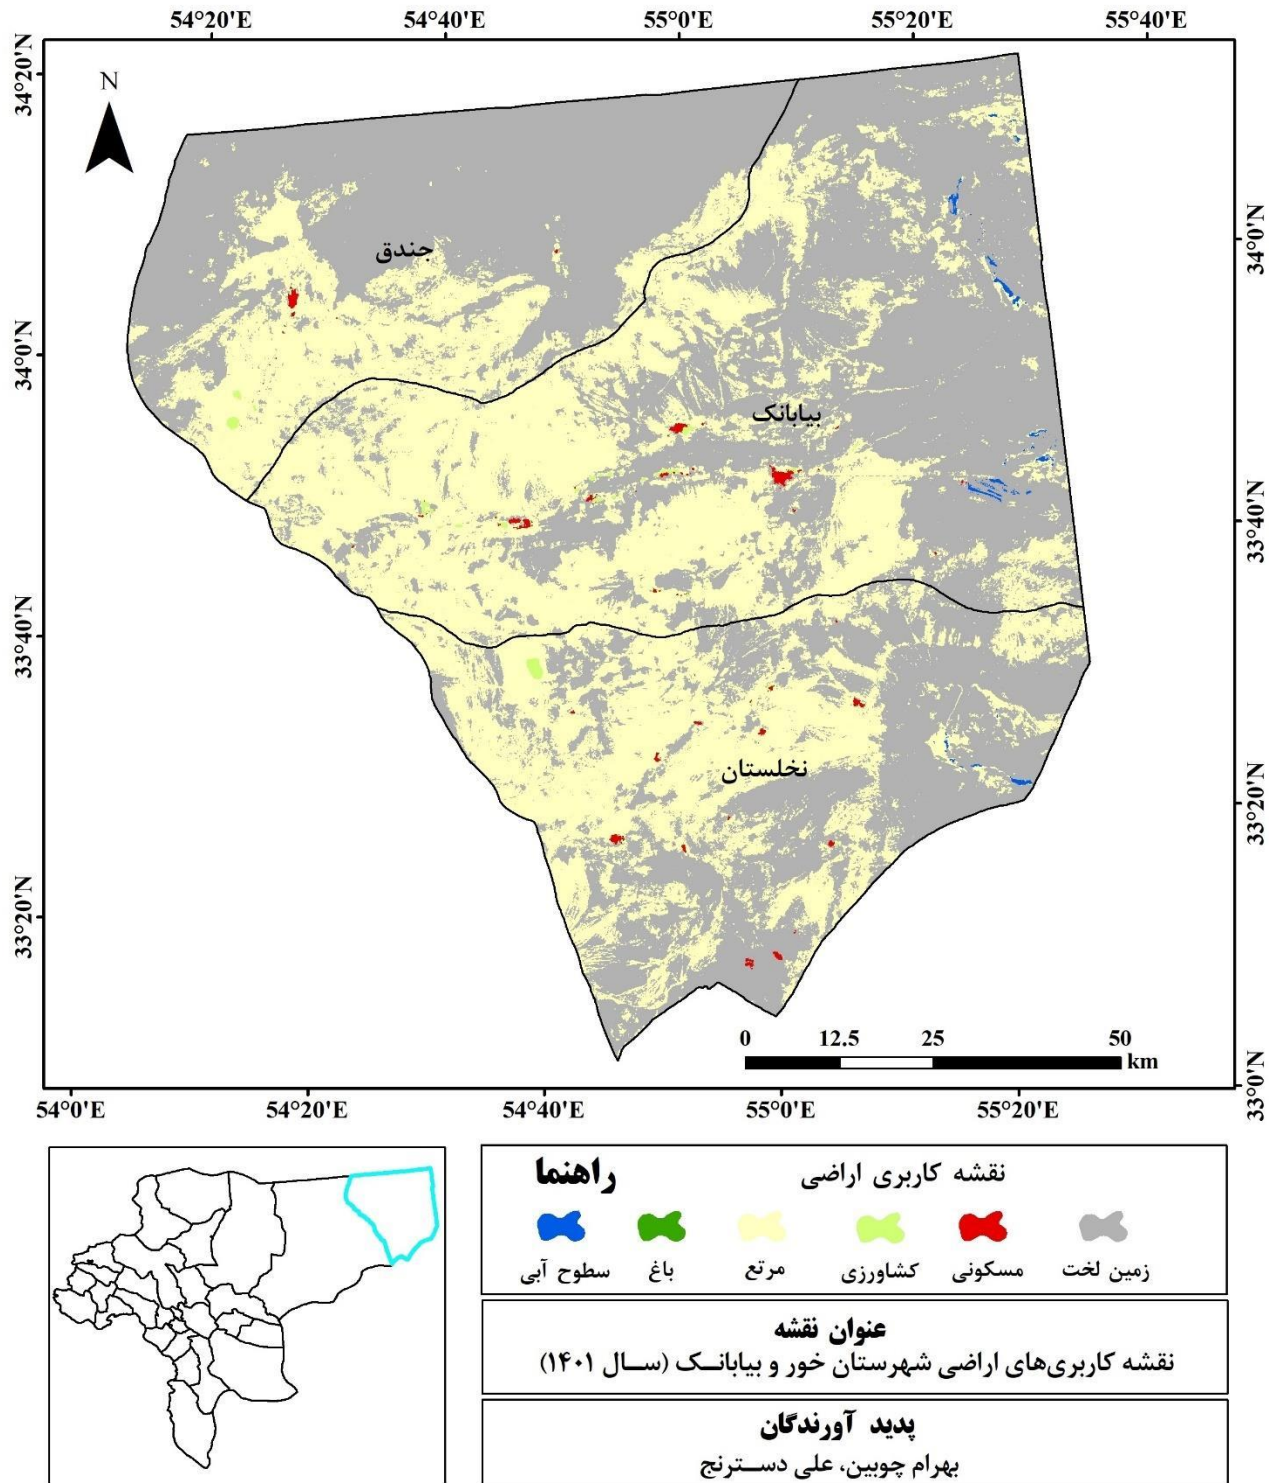 54°20'E 54°40'E 55°0'E 55°20'E 55°40'E
34°20'N
34°0'N
33°40'N
33°20'N
34°0'N
33°40'N
33°20'N
33°0'N
N
جندق
بیابانک
نخلستان
0 12.5 25 50
km
54°0'E 54°20'E 54°40'E 55°0'E 55°20'E
راهنما
نقشه کاربری اراضی
زمین لخت مسکونی کشاورزی مرتع باغ سطوح آبی
عنوان نقشه
نقشه کاربری‌های اراضی شهرستان خور و بیابانک (سال ۱۴۰۱)
پدید آورندگان
بهرام چوبین، علی دسترنج